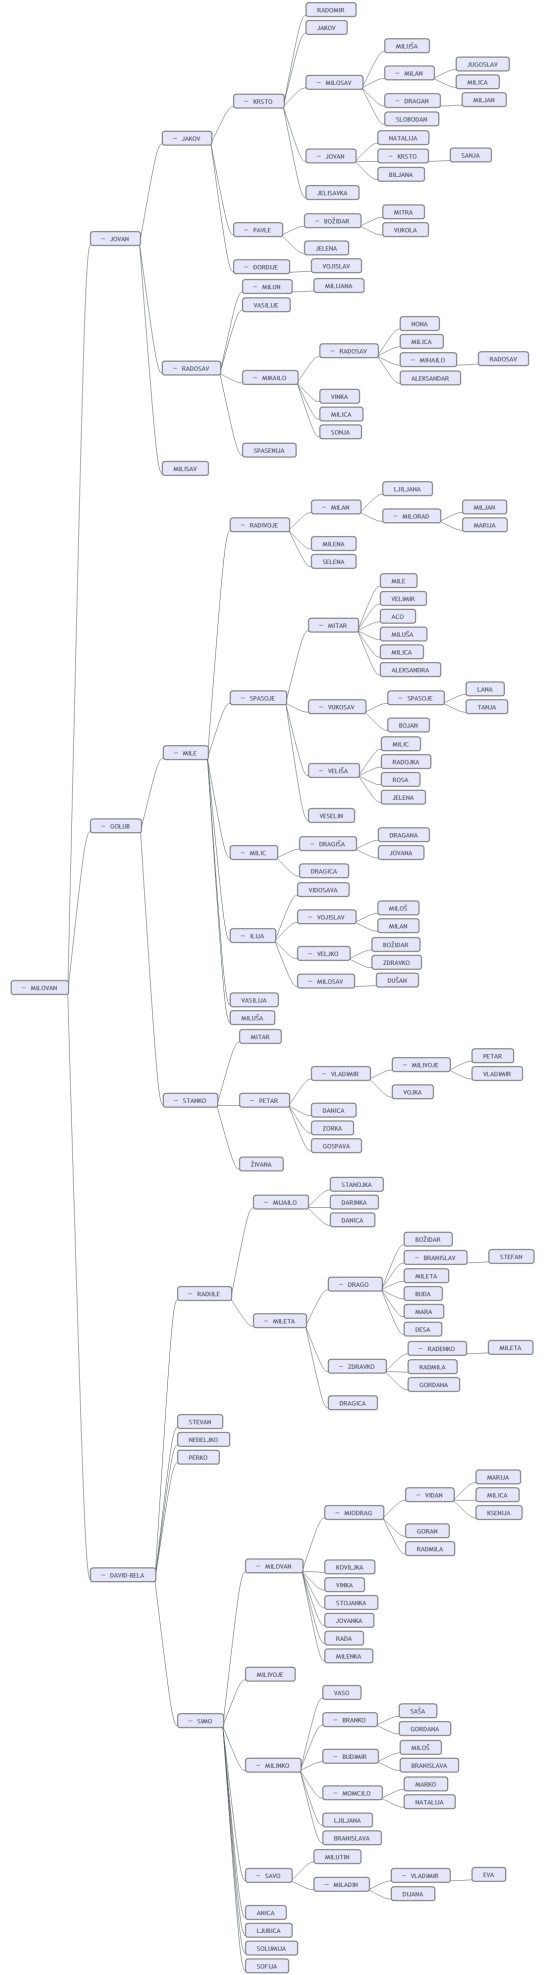 RADOMIR
JAKOV
MILUŠA
JUGOSLAV
– MILAN
– MILOSAV
MILICA
– KRSTO
– DRAGAN
MILJAN
SLOBODAN
– JAKOV
NATALIJA
– JOVAN
– KRSTO
SANJA
BILJANA
JELISAVKA
MITRA
– BOŽIDAR
– PAVLE
VUKOLA
– JOVAN
JELENA
– ĐORĐIJE
VOJISLAV
– MILUN
MILIJANA
VASILIJE
NONA
MILICA
– RADOSAV
– MIHAILO
RADOSAV
– RADOSAV
– MIKAILO
ALEKSANDAR
VINKA
MILICA
SONJA
SPASENIJA
MILISAV
LJILJANA
– MILAN
MILJAN
– MILORAD
– RADIVOJE
MARIJA
MILENA
SELENA
MILE
VELIMIR
ACO
– MITAR
MILUŠA
MILICA
ALEKSANDRA
LANA
– SPASOJE
– SPASOJE
– VUKOSAV
TANJA
BOJAN
MILIC
– MILE
RADOJKA
– VELIŠA
ROSA
JELENA
VESELIN
– GOLUB
DRAGANA
– DRAGIŠA
– MILIC
JOVANA
DRAGICA
VIDOSAVA
MILOŠ
– VOJISLAV
MILAN
– ILIJA
BOŽIDAR
– VELJKO
ZDRAVKO
– MILOSAV
DUŠAN
– MILOVAN
VASILIJA
MILUŠA
MITAR
PETAR
– MILIVOJE
– VLADIMIR
VLADIMIR
VOJKA
– STANKO
– PETAR
DANICA
ZORKA
GOSPAVA
ŽIVANA
STANOJKA
– MIJAILO
DARINKA
DANICA
BOŽIDAR
– BRANISLAV
STEFAN
MILETA
– DRAGO
– RADULE
BUDA
MARA
– MILETA
DESA
– RADENKO
MILETA
– ZDRAVKO
RADMILA
GORDANA
DRAGICA
STEVAN
NEDELJKO
PERKO
MARIJA
– VIDAN
MILICA
– MIODRAG
KSENIJA
GORAN
RADMILA
– MILOVAN
KOVILJKA
– DAVID-BELA
VINKA
STOJANKA
JOVANKA
RADA
MILENKA
MILIVOJE
VASO
SAŠA
– SIMO
– BRANKO
GORDANA
MILOŠ
– BUDIMIR
– MILINKO
BRANISLAVA
MARKO
– MOMCILO
NATALIJA
LJILJANA
BRANISLAVA
MILUTIN
– SAVO
– VLADIMIR
EVA
– MILADIN
DIJANA
ANICA
LJUBICA
SOLUMIJA
SOFIJA